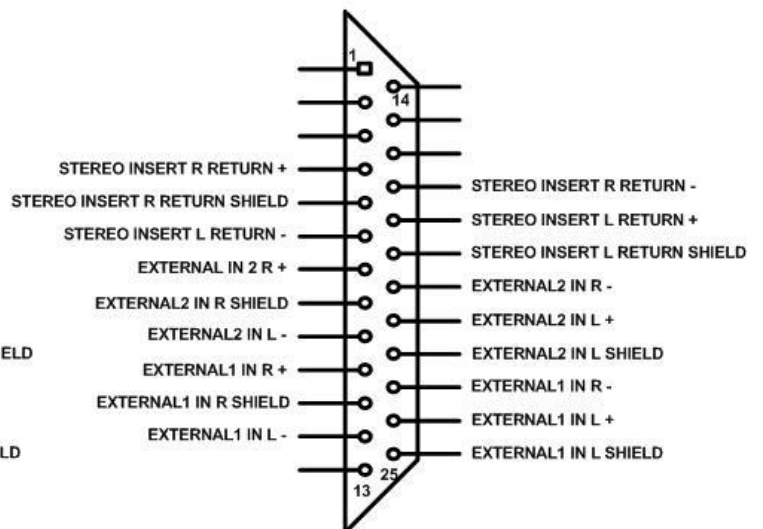 1
14
STEREO INSERT R RETURN +
STEREO INSERT R RETURN -
STEREO INSERT R RETURN SHIELD
STEREO INSERT L RETURN +
STEREO INSERT L RETURN -
STEREO INSERT L RETURN SHIELD
EXTERNAL IN 2 R +
EXTERNAL2 IN R -
EXTERNAL2 IN R SHIELD
EXTERNAL2 IN L +
EXTERNAL2 IN L -
ELD
EXTERNAL2 IN L SHIELD
EXTERNAL1 IN R +
EXTERNAL1 IN R -
EXTERNAL1 IN R SHIELD
EXTERNAL1 IN L +
EXTERNAL1 IN L -
LD
EXTERNAL1 IN L SHIELD
25
13